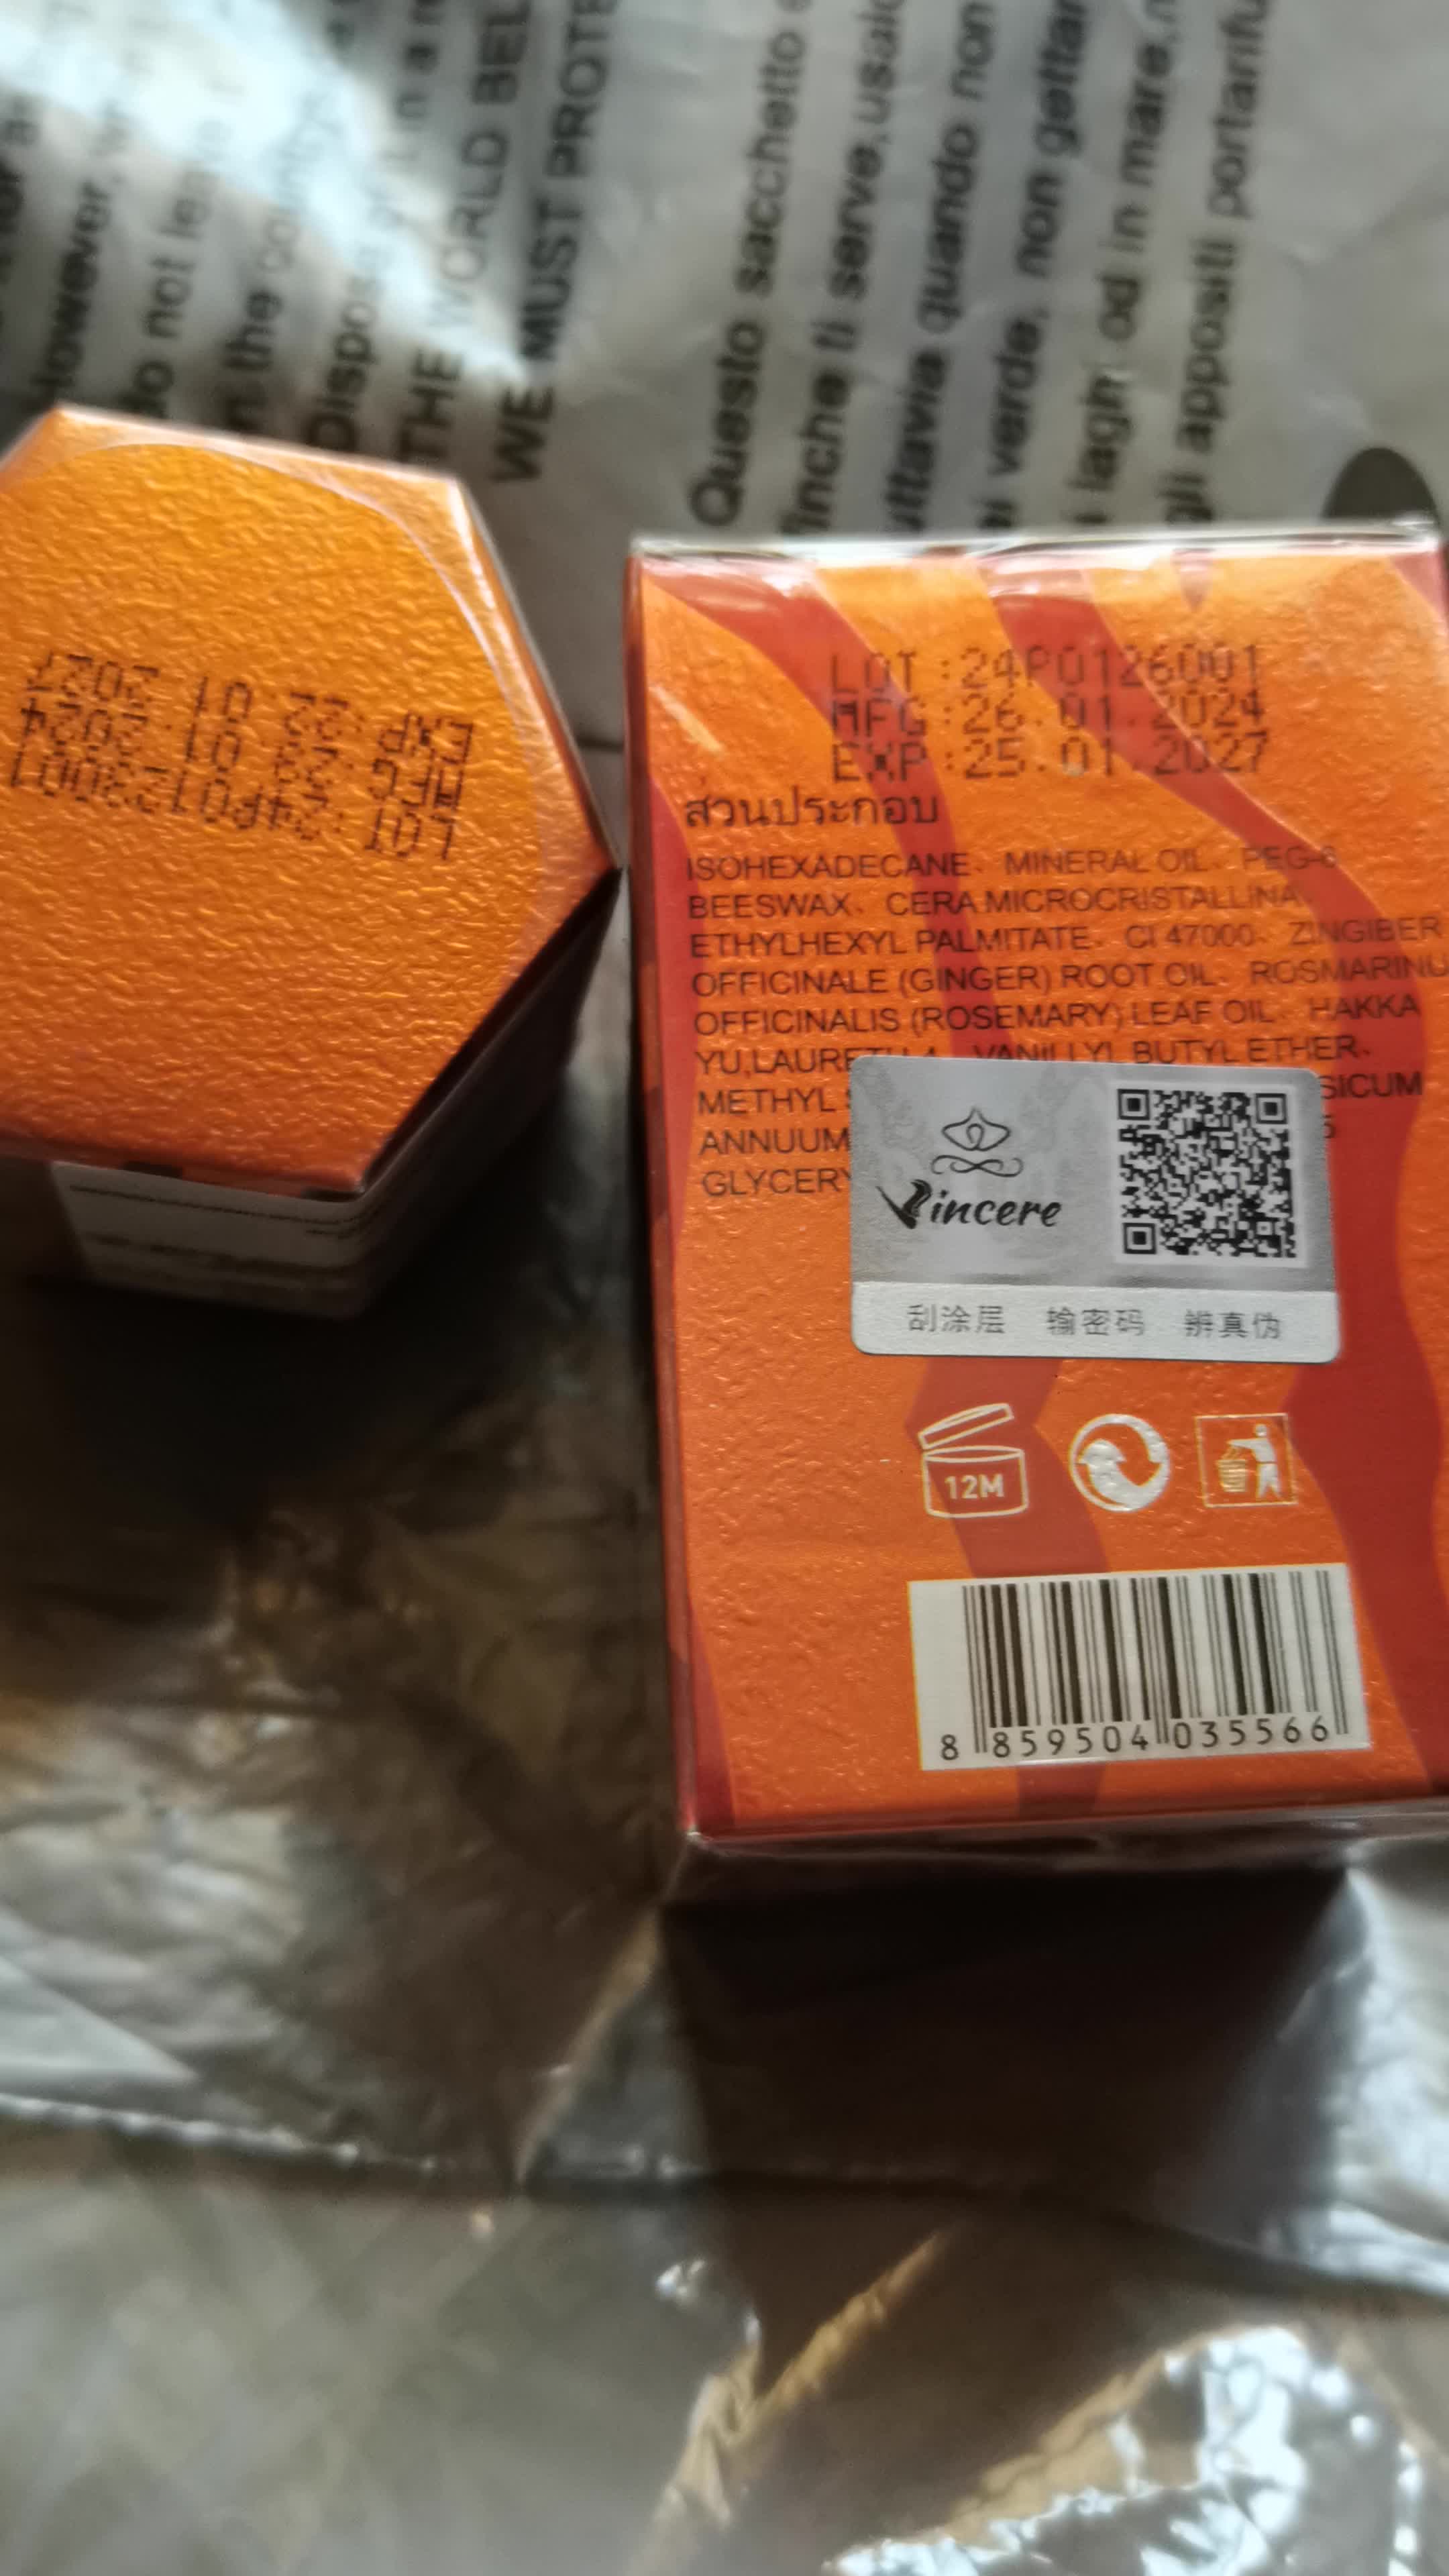 However, w
do not le
n the
Dispos
THE WORLD BEL
WE MUST PROTE
Questo sacchetto
finche ti serve, usalo
uttavia quando non
pi verde, non gettar
i laghi od in mare, n
gli appositi portarifiu
LOT :24P0123001
MFG :23.01.2024
EXP :22.01.2027
LOT :24P0126001
MFG :26.01.2024
EXP :25.01.2027
ส่วนประกอบ
ISOHEXADECANE、MINERAL OIL、PEG-8
BEESWAX、CERA MICROCRISTALLINA、
ETHYLHEXYL PALMITATE、CI 47000、ZINGIBER
OFFICINALE (GINGER) ROOT OIL、ROSMARINU
OFFICINALIS (ROSEMARY) LEAF OIL、HAKKA
YU,LAURETH-4、VANILLYL BUTYL ETHER、
METHYL SICUM
ANNUUM
GLYCERY
Vincere
刮涂层 输密码 辨真伪
12M
8 859504 035566